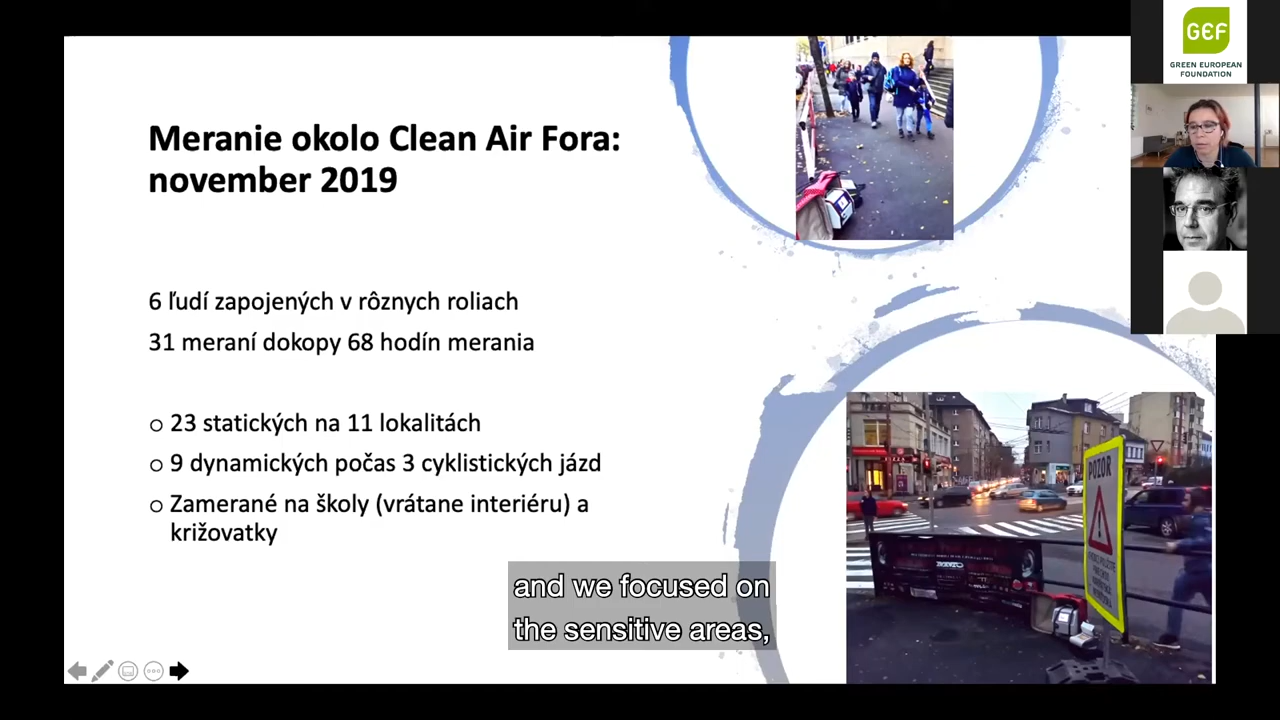 Meranie okolo Clean Air Fora:
november 2019
6 ľudí zapojených v rôznych roliach
31 meraní dokopy 68 hodín merania
23 statických na 11 lokalitách
9 dynamických počas 3 cyklistických jázd
Zamerané na školy (vrátane interiéru) a
križovatky
and we focused on
the sensitive areas,
GEF
GREEN EUROPEAN
FOUNDATION
POZOR